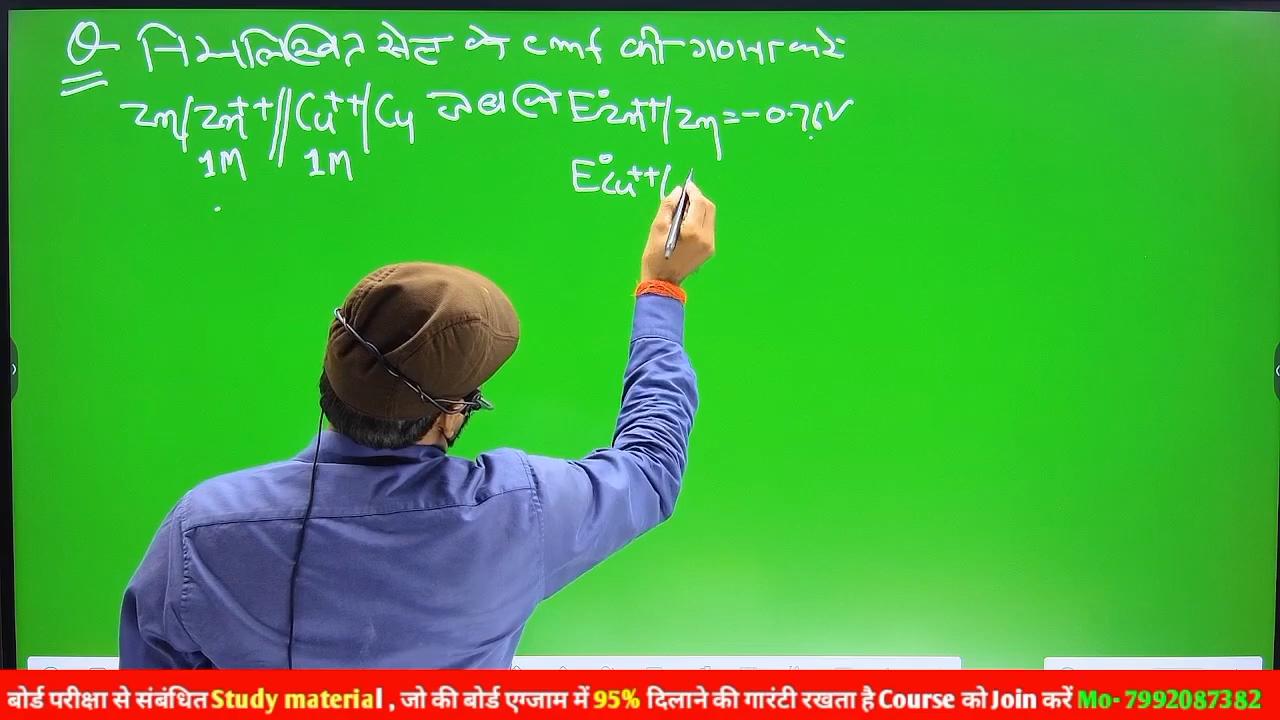 Q निम्नलिखित सेल के emf की गणना करें
Zn/Zn++//Cu++/Cu जबकि E°Zn++/Zn=-0.76V
1M 1M E°Cu++/
बोर्ड परीक्षा से संबंधित Study material , जो की बोर्ड एग्जाम में 95% दिलाने की गारंटी रखता है Course को Join करें Mo- 7992087382